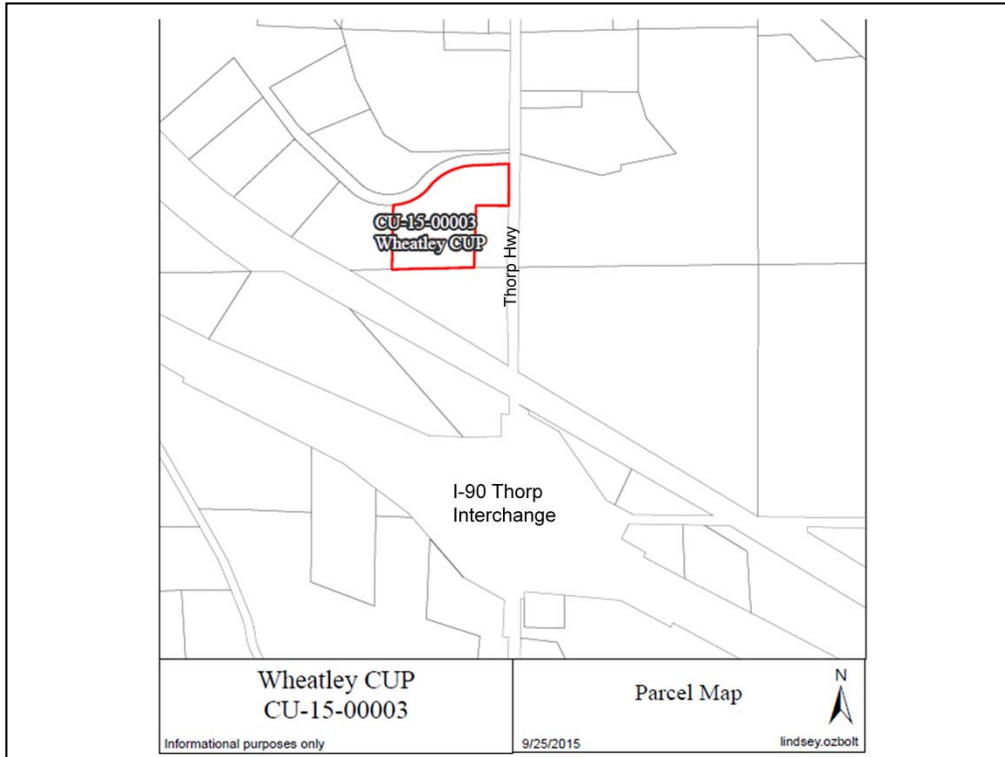 CU-15-00003
Wheatley CUP
Thorp Hwy
I-90 Thorp
Interchange
Wheatley CUP
CU-15-00003
Informational purposes only
Parcel Map
N
9/25/2015
lindsey.ozbolt